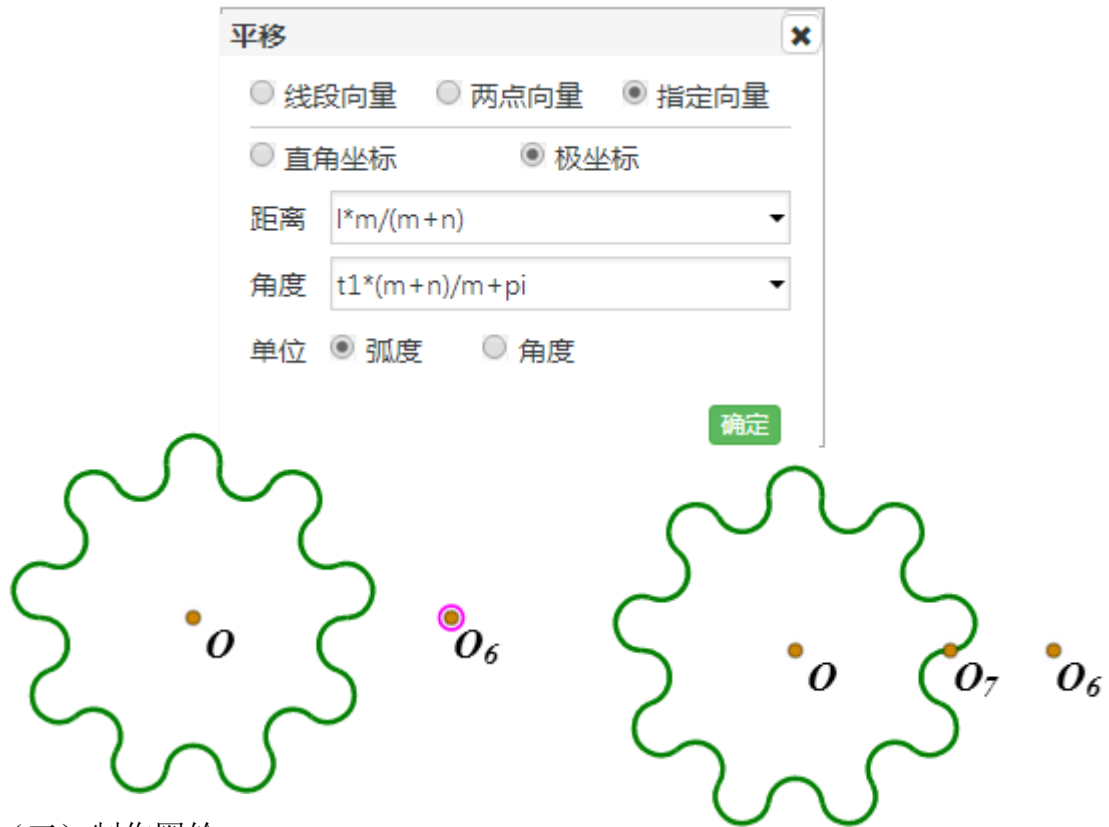 平移
线段向量 两点向量 指定向量
直角坐标 极坐标
距离 l*m/(m+n)
角度 t1*(m+n)/m+pi
单位 弧度 角度
确定
O O₆
O O₇ O₆